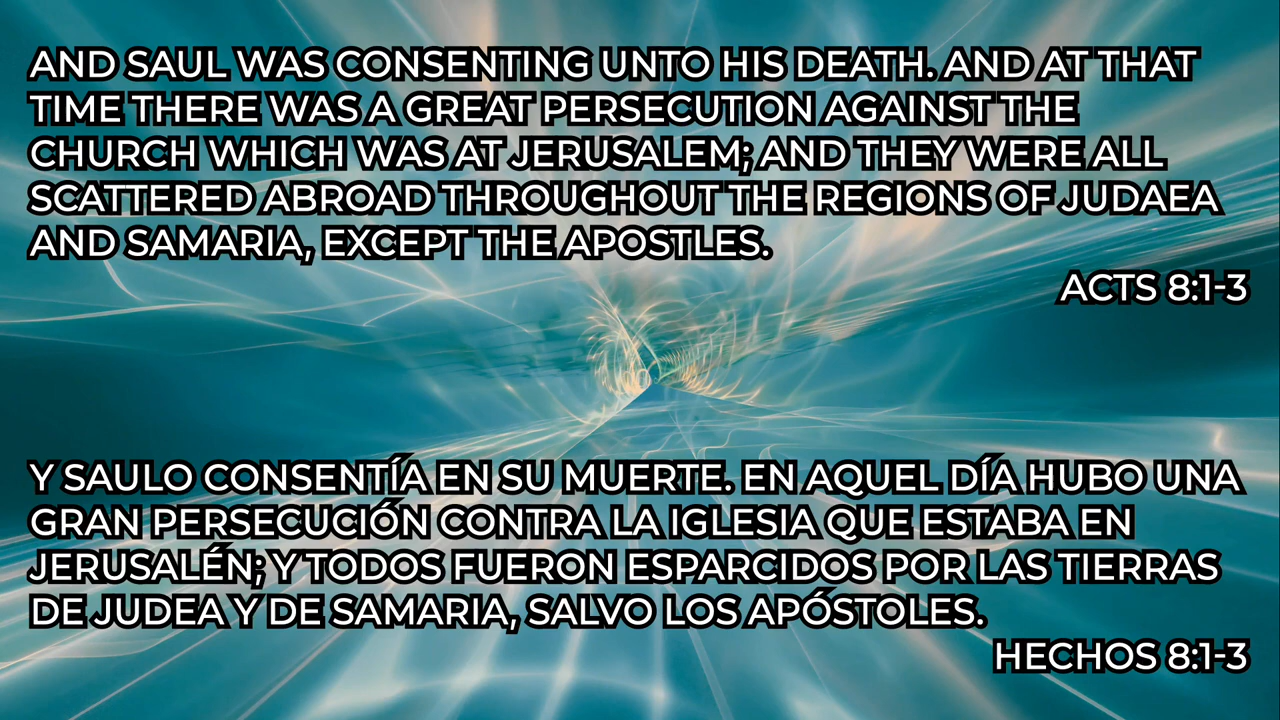 AND SAUL WAS CONSENTING UNTO HIS DEATH. AND AT THAT
TIME THERE WAS A GREAT PERSECUTION AGAINST THE
CHURCH WHICH WAS AT JERUSALEM; AND THEY WERE ALL
SCATTERED ABROAD THROUGHOUT THE REGIONS OF JUDAEA
AND SAMARIA, EXCEPT THE APOSTLES.
ACTS 8:1-3
Y SAULO CONSENTÍA EN SU MUERTE. EN AQUEL DÍA HUBO UNA
GRAN PERSECUCIÓN CONTRA LA IGLESIA QUE ESTABA EN
JERUSALÉN; Y TODOS FUERON ESPARCIDOS POR LAS TIERRAS
DE JUDEA Y DE SAMARIA, SALVO LOS APÓSTOLES.
HECHOS 8:1-3